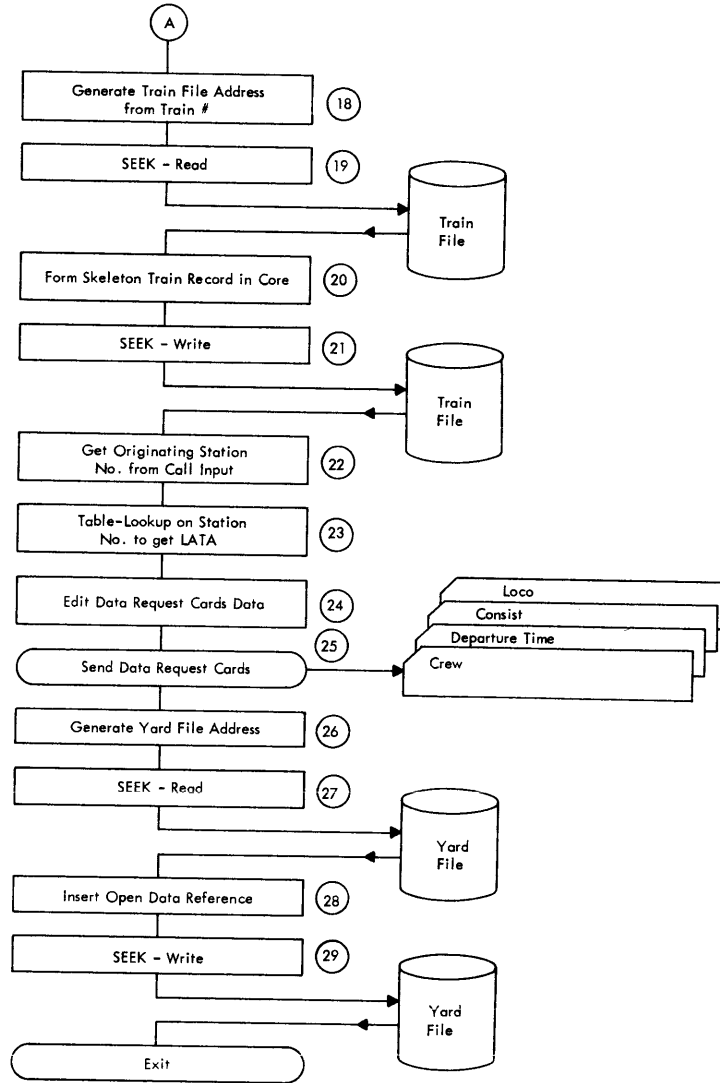 A
Generate Train File Address
from Train #
18
SEEK - Read
19
Train
File
Form Skeleton Train Record in Core
20
SEEK - Write
21
Train
File
Get Originating Station
No. from Call Input
22
Table-Lookup on Station
No. to get LATA
23
Edit Data Request Cards Data
24
Loco
Consist
Departure Time
Crew
25
Send Data Request Cards
Generate Yard File Address
26
SEEK - Read
27
Yard
File
Insert Open Data Reference
28
SEEK - Write
29
Yard
File
Exit